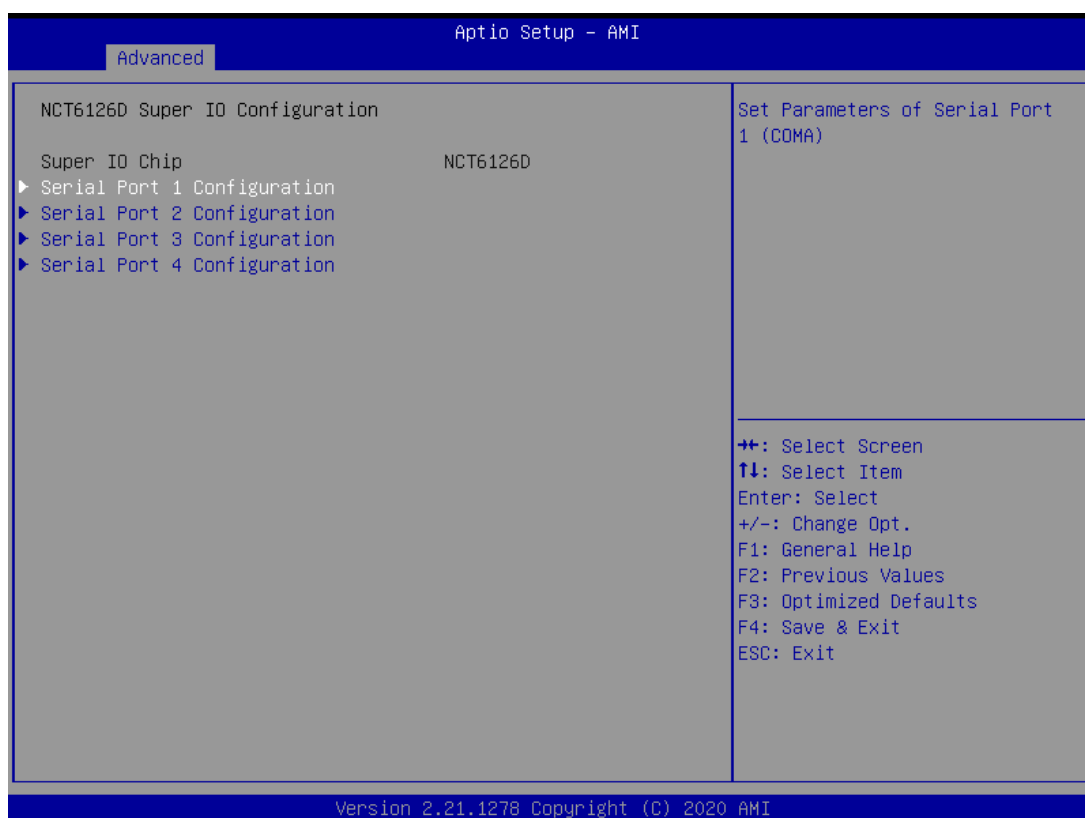 Aptio Setup – AMI
Advanced
NCT6126D Super IO Configuration
Super IO Chip NCT6126D
▶ Serial Port 1 Configuration
▶ Serial Port 2 Configuration
▶ Serial Port 3 Configuration
▶ Serial Port 4 Configuration
Set Parameters of Serial Port
1 (COMA)
→←: Select Screen
↑↓: Select Item
Enter: Select
+/-: Change Opt.
F1: General Help
F2: Previous Values
F3: Optimized Defaults
F4: Save & Exit
ESC: Exit
Version 2.21.1278 Copyright (C) 2020 AMI